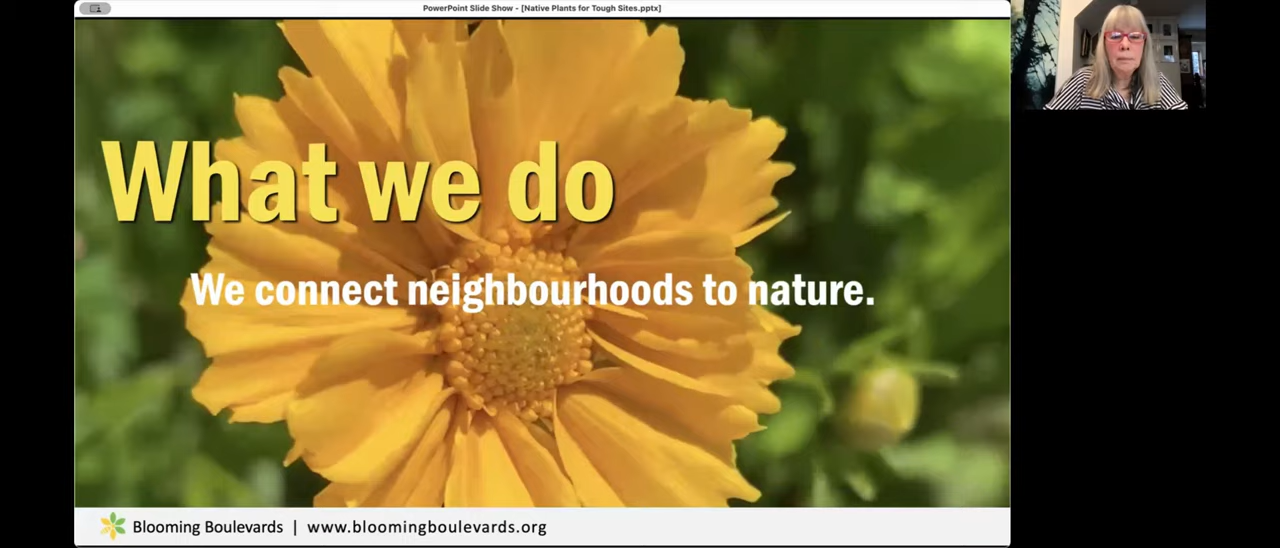 PowerPoint Slide Show - [Native Plants for Tough Sites.pptx]
What we do
We connect neighbourhoods to nature.
Blooming Boulevards | www.bloomingboulevards.org